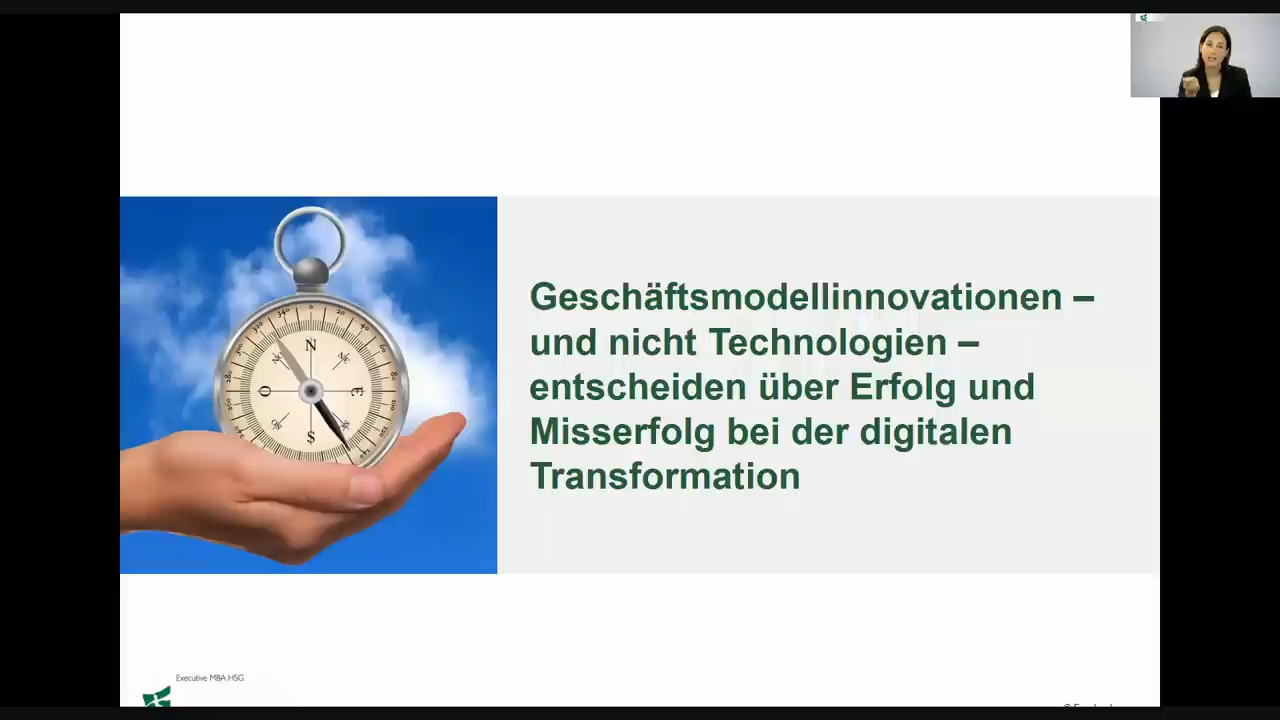 Geschäftsmodellinnovationen –
und nicht Technologien –
entscheiden über Erfolg und
Misserfolg bei der digitalen
Transformation
N
S
E
O
Executive MBA HSG